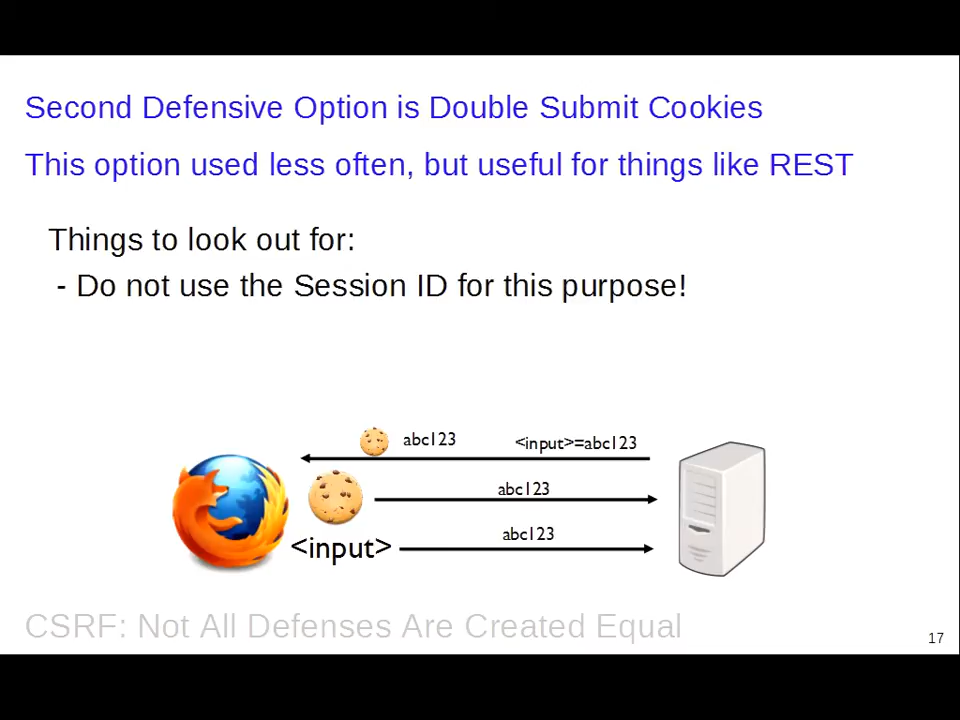 Second Defensive Option is Double Submit Cookies
This option used less often, but useful for things like REST
Things to look out for:
- Do not use the Session ID for this purpose!
abc123 <input>=abc123
abc123
abc123
<input>
CSRF: Not All Defenses Are Created Equal
17